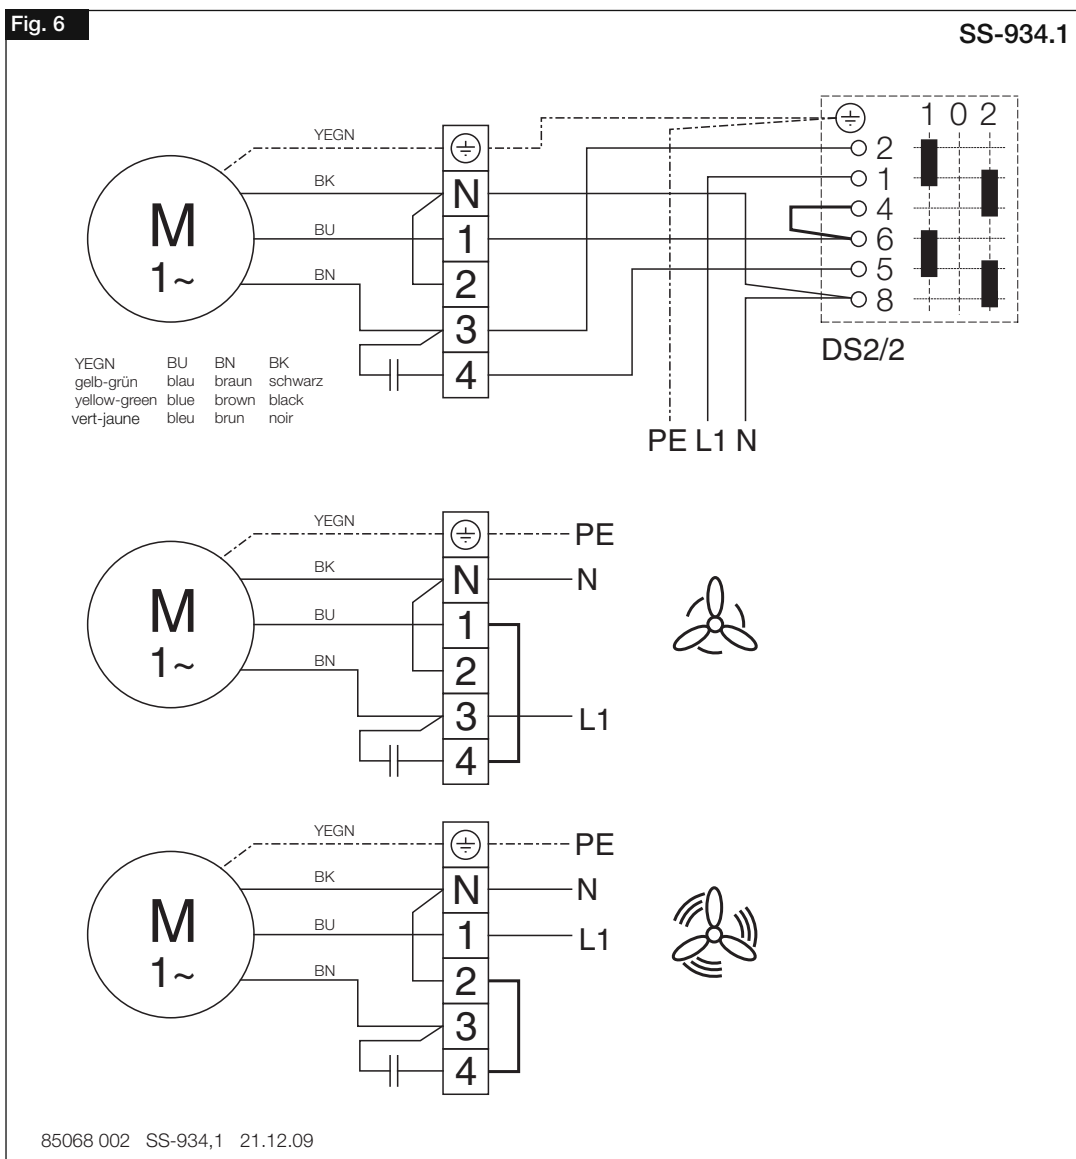 Fig. 6
SS-934.1
YEGN
BK
BU
BN
M
1~
N
1
2
3
4
1 0 2
2
1
4
6
5
8
DS2/2
YEGN BU BN BK
gelb-grün blau braun schwarz
yellow-green blue brown black
vert-jaune bleu brun noir
PE L1 N
YEGN
BK
BU
BN
M
1~
N
1
2
3
4
PE
N
L1
YEGN
BK
BU
BN
M
1~
N
1
2
3
4
PE
N
L1
85068 002 SS-934,1 21.12.09